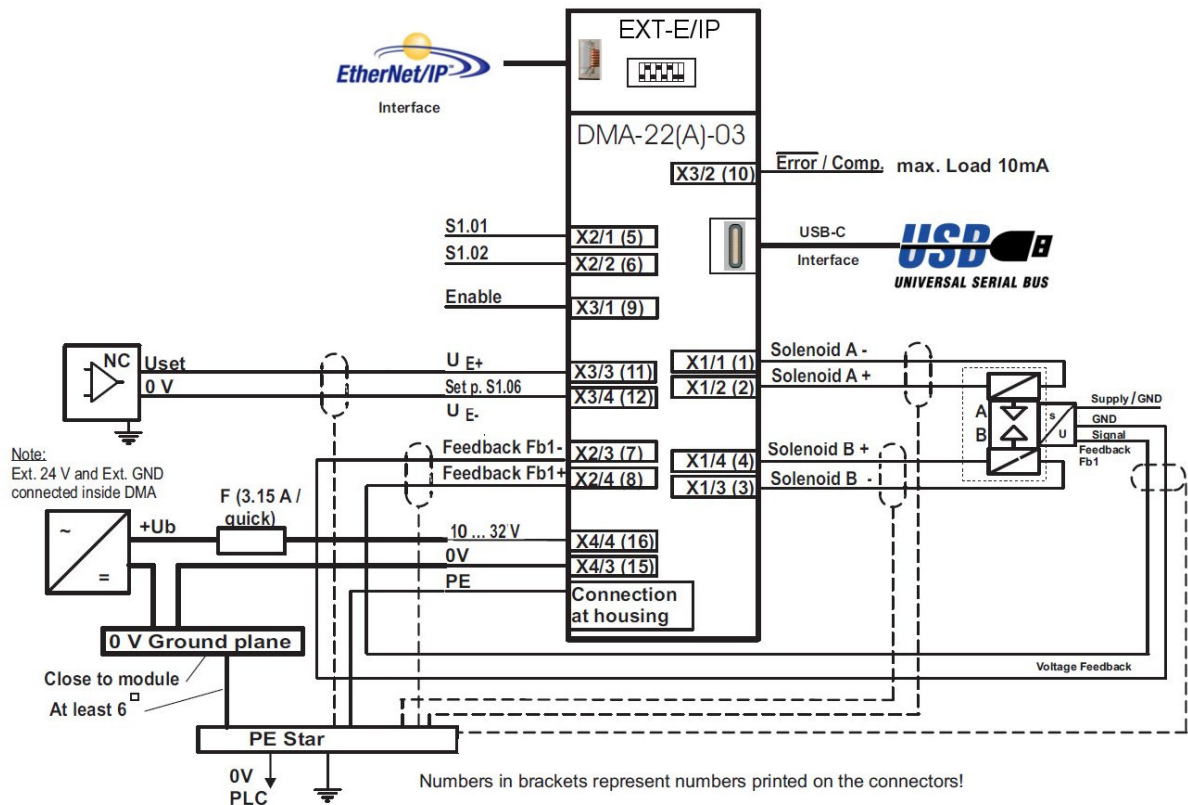 EXT-E/IP
EtherNet/IP™
Interface
DMA-22(A)-03
X3/2 (10)
Error / Comp. max. Load 10mA
S1.01
X2/1 (5)
S1.02
X2/2 (6)
USB-C
Interface
USB
UNIVERSAL SERIAL BUS
Enable
X3/1 (9)
NC
Uset
0 V
U E+
X3/3 (11)
Set p. S1.06
X3/4 (12)
U E-
X1/1 (1)
Solenoid A -
X1/2 (2)
Solenoid A +
A
B
s
U
Supply/GND
GND
Signal
Feedback
Fb1
Feedback Fb1-
X2/3 (7)
Feedback Fb1+
X2/4 (8)
X1/4 (4)
Solenoid B +
X1/3 (3)
Solenoid B -
Note:
Ext. 24 V and Ext. GND
connected inside DMA
~
=
+Ub
F (3.15 A /
quick)
10 ... 32 V
X4/4 (16)
0V
X4/3 (15)
PE
Connection
at housing
0 V Ground plane
Close to module
At least 6 □
Voltage Feedback
PE Star
0V
PLC
Numbers in brackets represent numbers printed on the connectors!